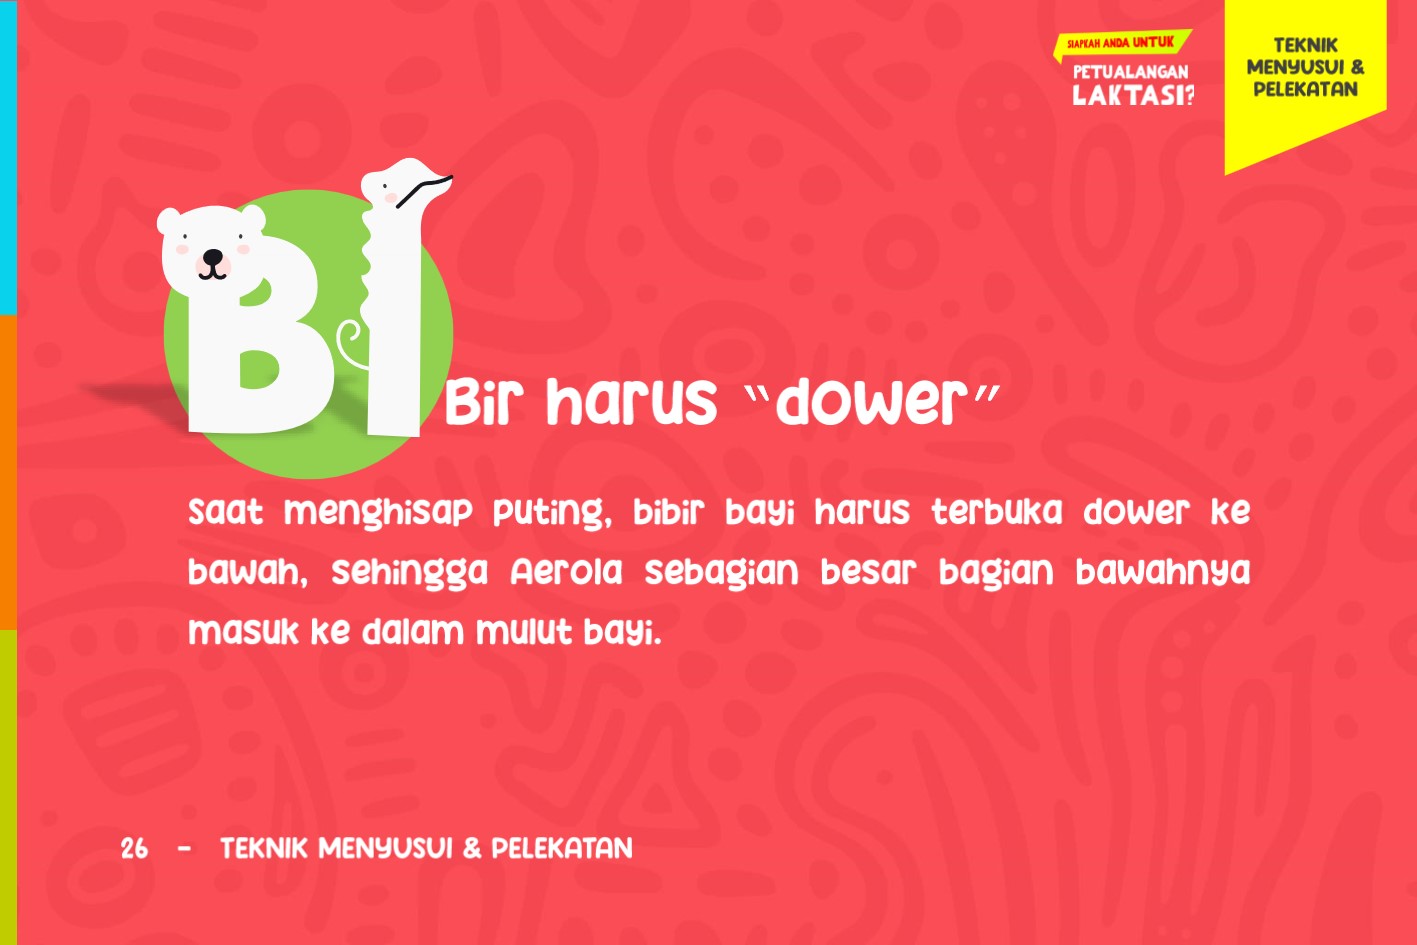 SIAPKAH ANDA UNTUK
PETUALANGAN
LAKTASI?
TEKNIK
MENYUSUI &
PELEKATAN
BI Bir harus "dower"
Saat menghisap puting, bibir bayi harus terbuka dower ke
bawah, sehingga Aerola sebagian besar bagian bawahnya
masuk ke dalam mulut bayi.
26 - TEKNIK MENYUSUI & PELEKATAN